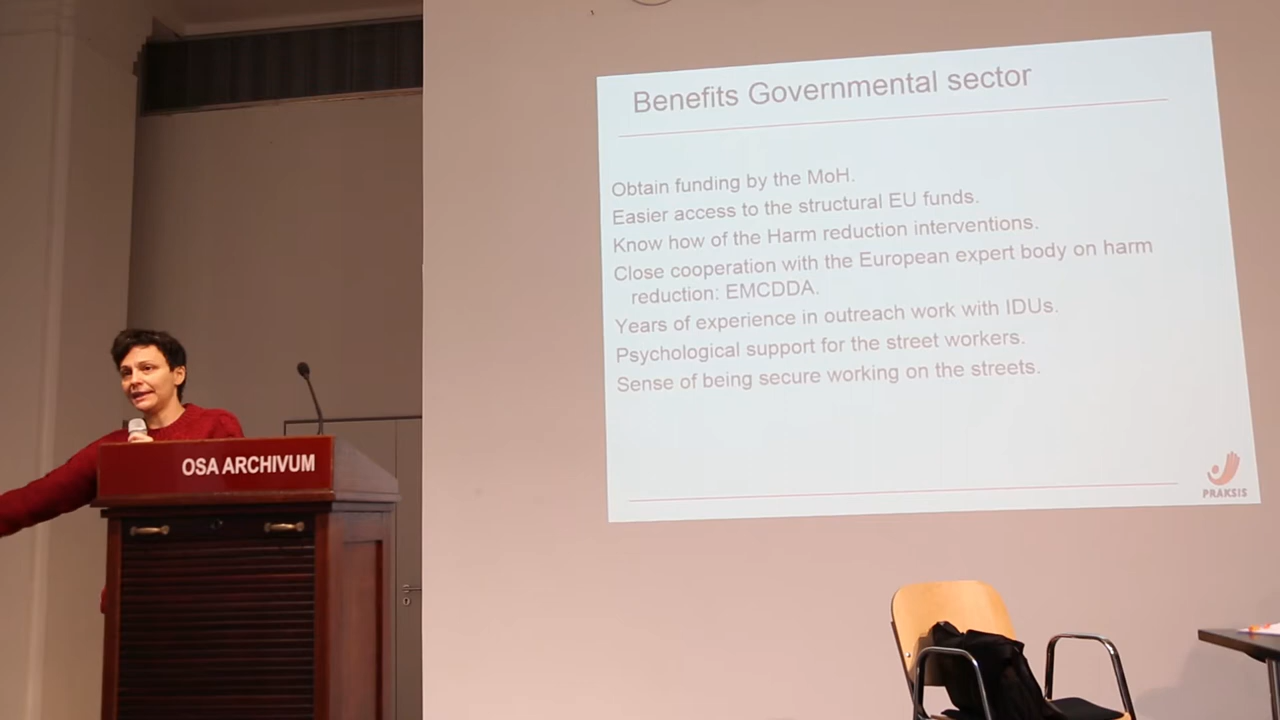 Benefits Governmental sector
Obtain funding by the MoH.
Easier access to the structural EU funds.
Know how of the Harm reduction interventions.
Close cooperation with the European expert body on harm
reduction: EMCDDA.
Years of experience in outreach work with IDUs.
Psychological support for the street workers.
Sense of being secure working on the streets.
PRAKSIS
OSA ARCHIVUM